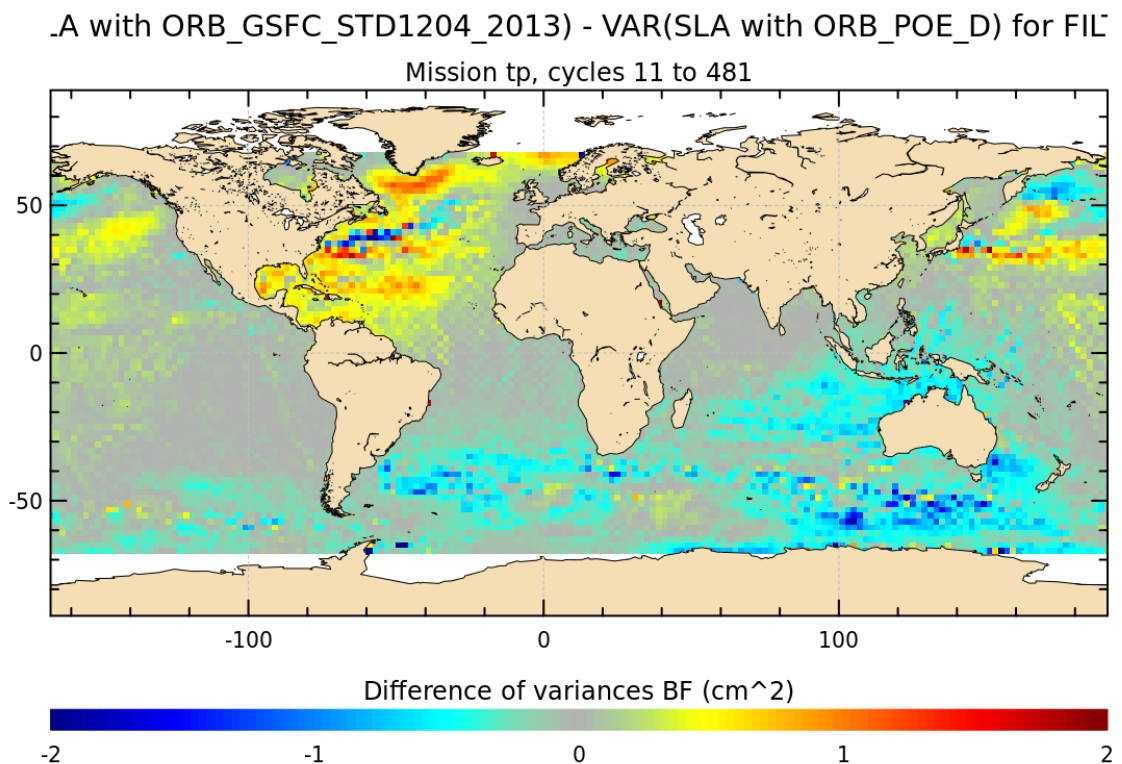 .A with ORB_GSFC_STD1204_2013) - VAR(SLA with ORB_POE_D) for FIL
Mission tp, cycles 11 to 481
50
0
-50
-100 0 100
Difference of variances BF (cm^2)
-2 -1 0 1 2